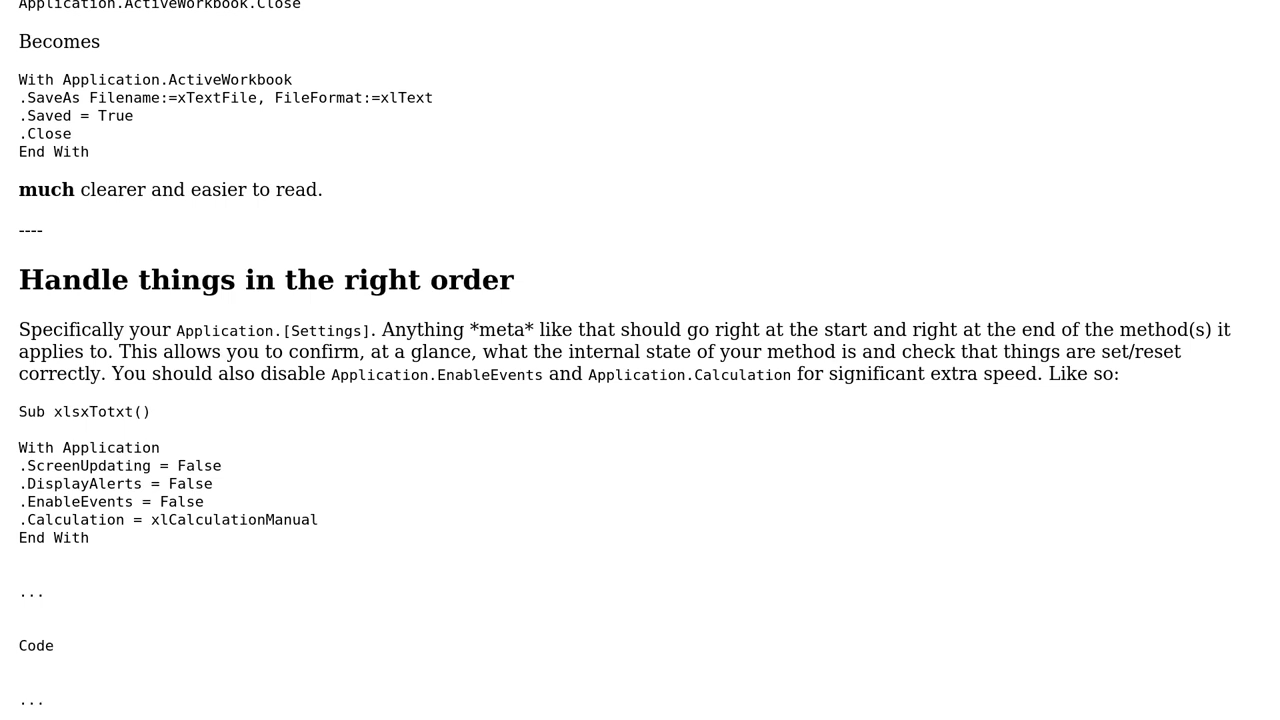 Application.ActiveWorkbook.Close
Becomes
With Application.ActiveWorkbook
.SaveAs Filename:=xTextFile, FileFormat:=xlText
.Saved = True
.Close
End With
much clearer and easier to read.
----
Handle things in the right order
Specifically your Application.[Settings]. Anything *meta* like that should go right at the start and right at the end of the method(s) it
applies to. This allows you to confirm, at a glance, what the internal state of your method is and check that things are set/reset
correctly. You should also disable Application.EnableEvents and Application.Calculation for significant extra speed. Like so:
Sub xlsxTotxt()
With Application
.ScreenUpdating = False
.DisplayAlerts = False
.EnableEvents = False
.Calculation = xlCalculationManual
End With
...
Code
...